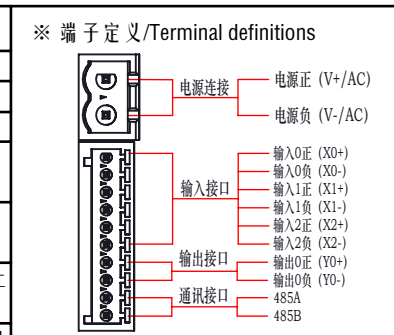 ※ 端子定义/Terminal definitions
电源连接
电源正 (V+/AC)
电源负 (V-/AC)
输入接口
输入0正 (X0+)
输入0负 (X0-)
输入1正 (X1+)
输入1负 (X1-)
输入2正 (X2+)
输入2负 (X2-)
输出接口
输出0正 (Y0+)
输出0负 (Y0-)
通讯接口
485A
485B